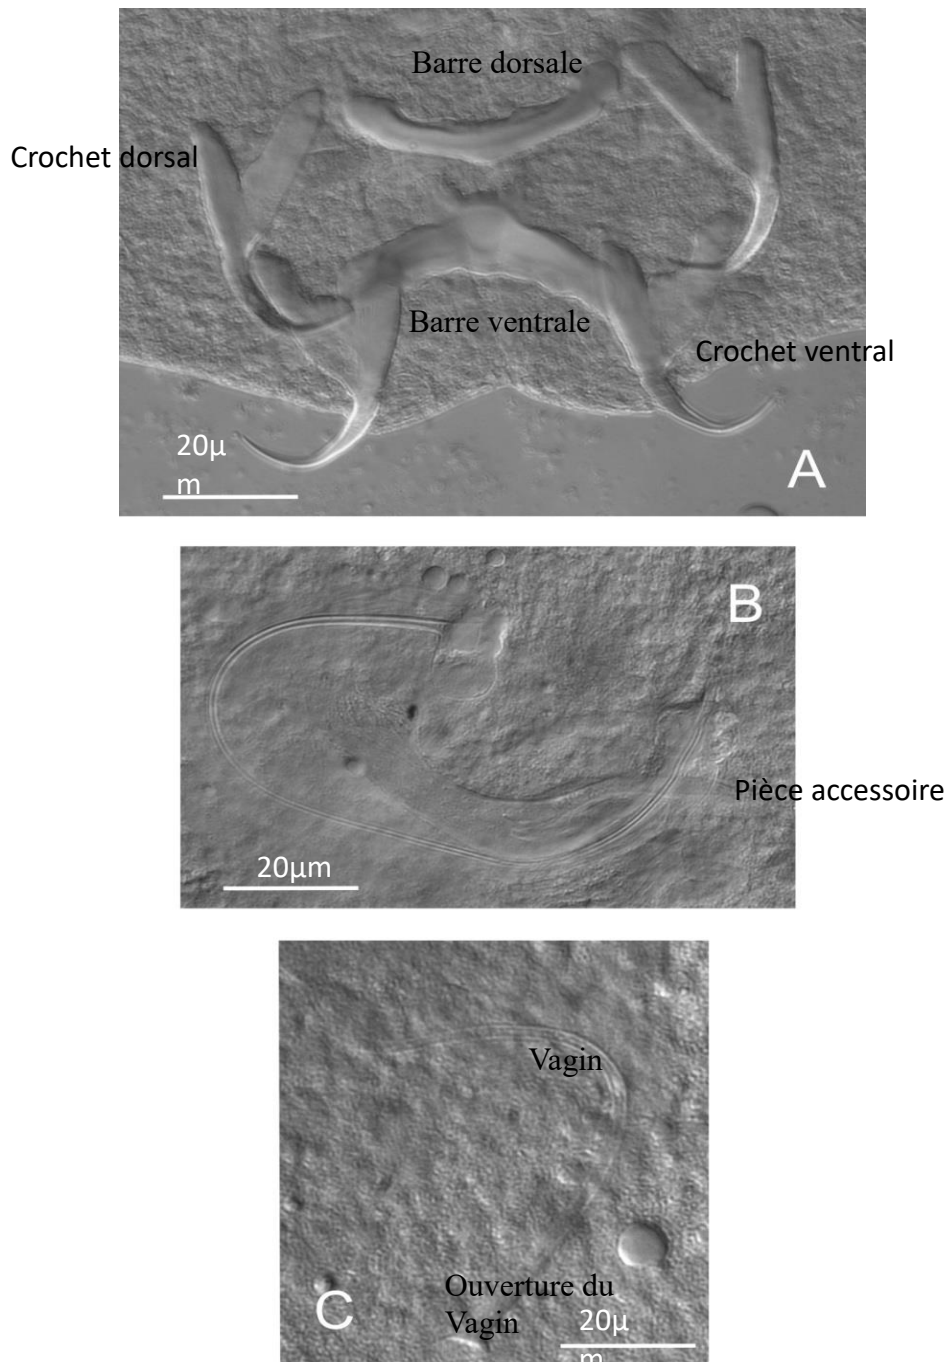 Barre dorsale
Crochet dorsal
Barre ventrale
Crochet ventral
20µ
m
A
B
Pièce accessoire
20µm
Vagin
Ouverture du
Vagin
C
20µ
m